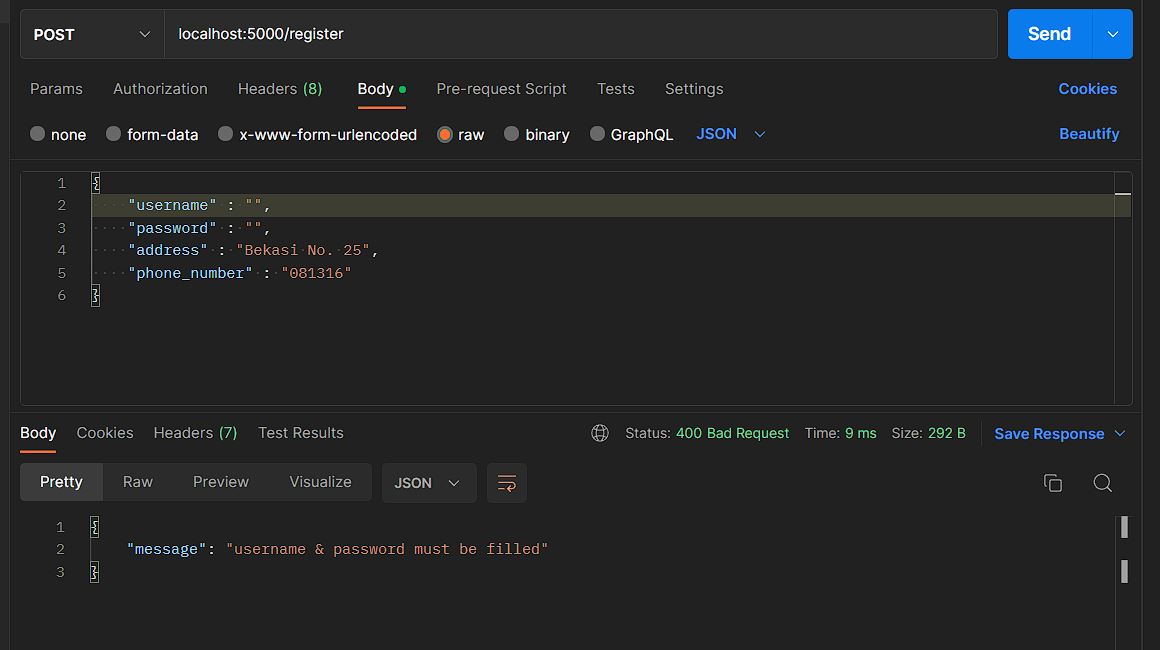 POST localhost:5000/register Send
Params Authorization Headers (8) Body Pre-request Script Tests Settings Cookies
none form-data x-www-form-urlencoded raw binary GraphQL JSON Beautify
1 {
2 "username" : "",
3 "password" : "",
4 "address" : "Bekasi No. 25",
5 "phone_number" : "081316"
6 }
Body Cookies Headers (7) Test Results Status: 400 Bad Request Time: 9 ms Size: 292 B Save Response
Pretty Raw Preview Visualize JSON
1 {
2 "message": "username & password must be filled"
3 }